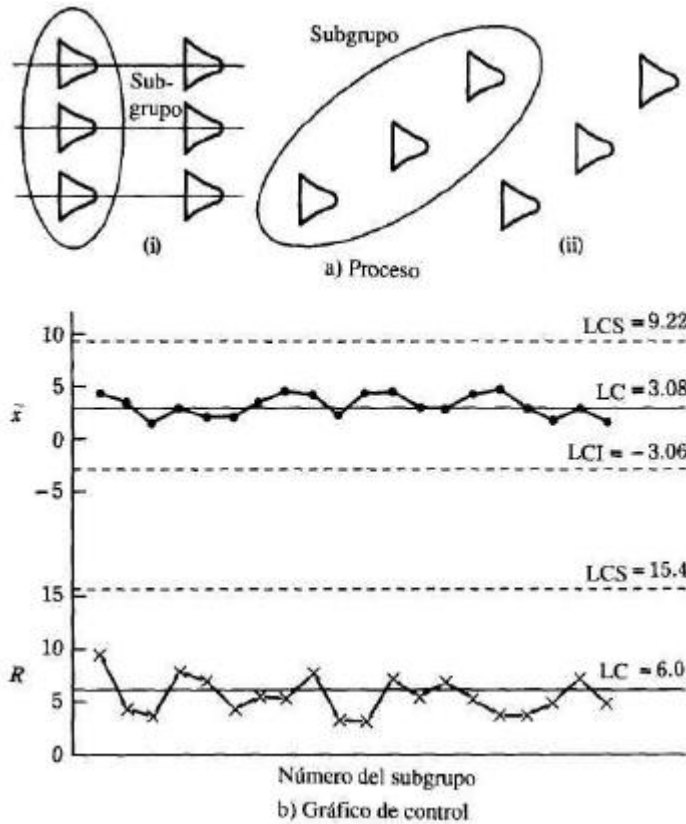 Sub-
grupo
(i)
Subgrupo
(ii)
a) Proceso
10
5
0
−5
LCS = 9.22
LC = 3.08
LCI = −3.06
R
15
10
5
0
LCS = 15.4
LC = 6.0
Número del subgrupo
b) Gráfico de control